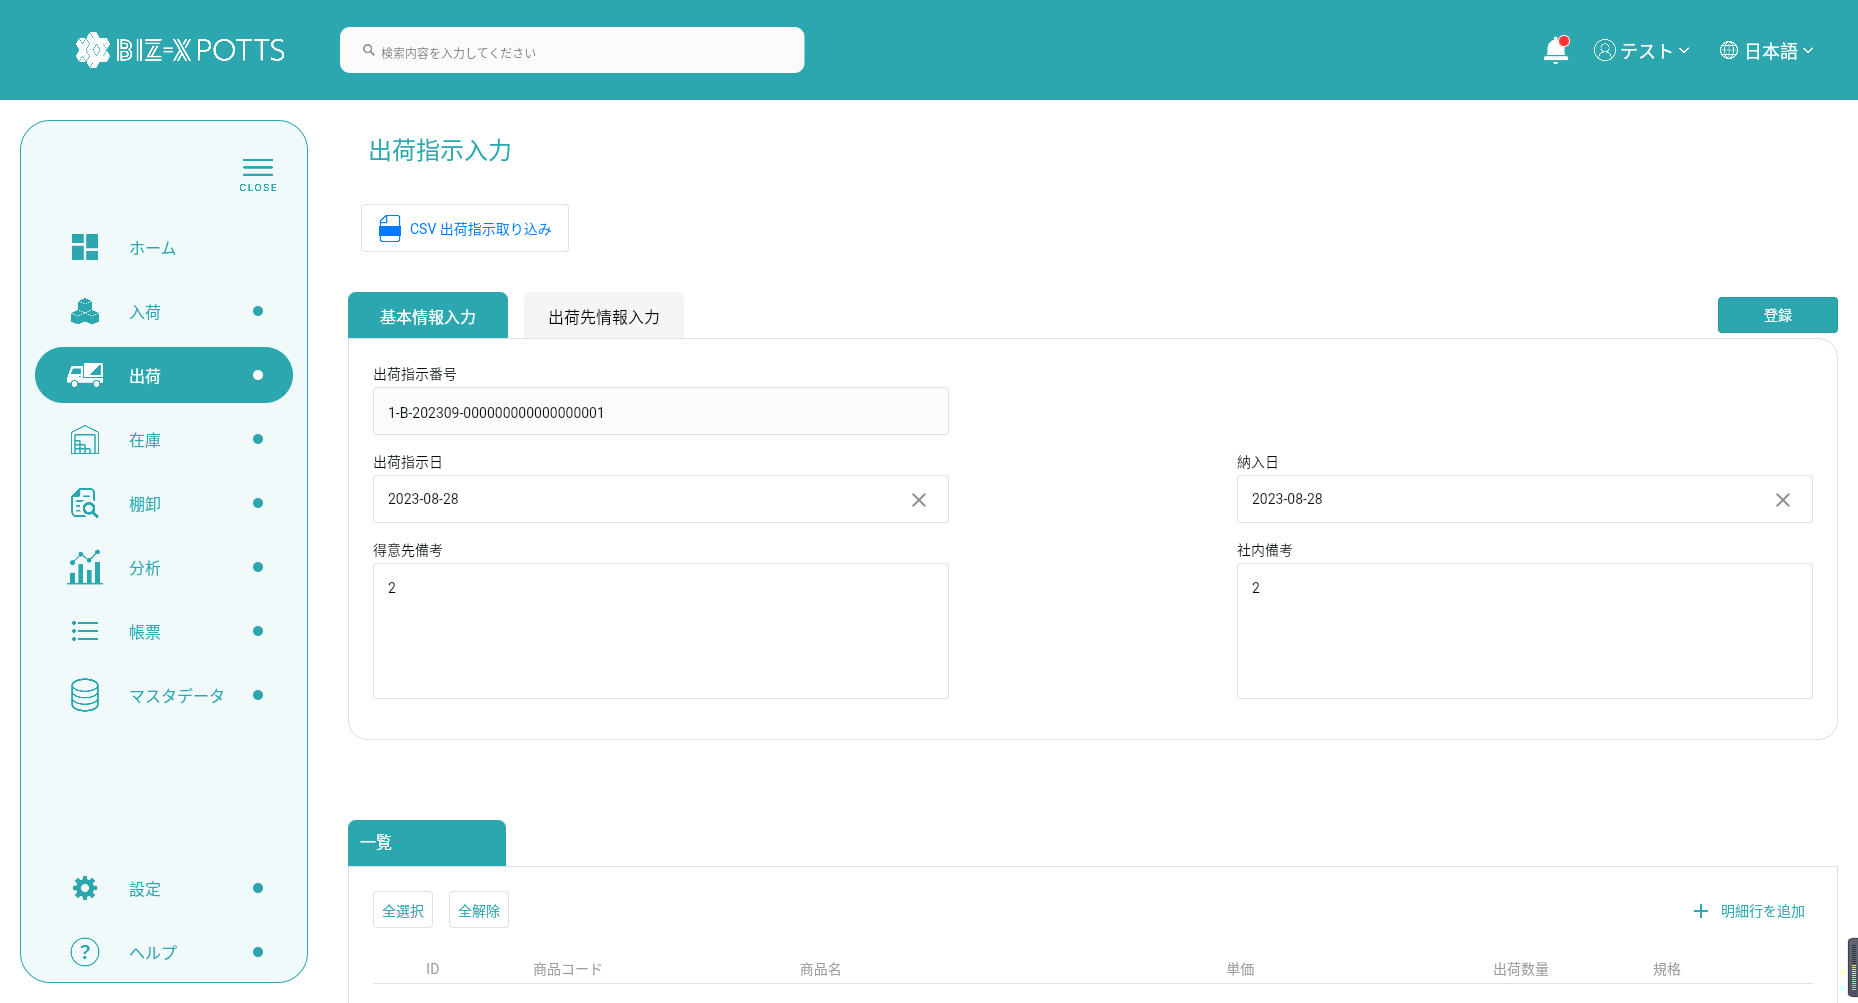 BIZ-X POTTS
検索内容を入力してください
テスト
日本語
CLOSE
ホーム
入荷
出荷
在庫
棚卸
分析
帳票
マスタデータ
設定
ヘルプ
出荷指示入力
CSV 出荷指示取り込み
基本情報入力
出荷先情報入力
登録
出荷指示番号
1-B-202309-000000000000000001
出荷指示日
納入日
2023-08-28
2023-08-28
得意先備考
社内備考
2
2
一覧
全選択
全解除
明細行を追加
ID 商品コード 商品名 単価 出荷数量 規格